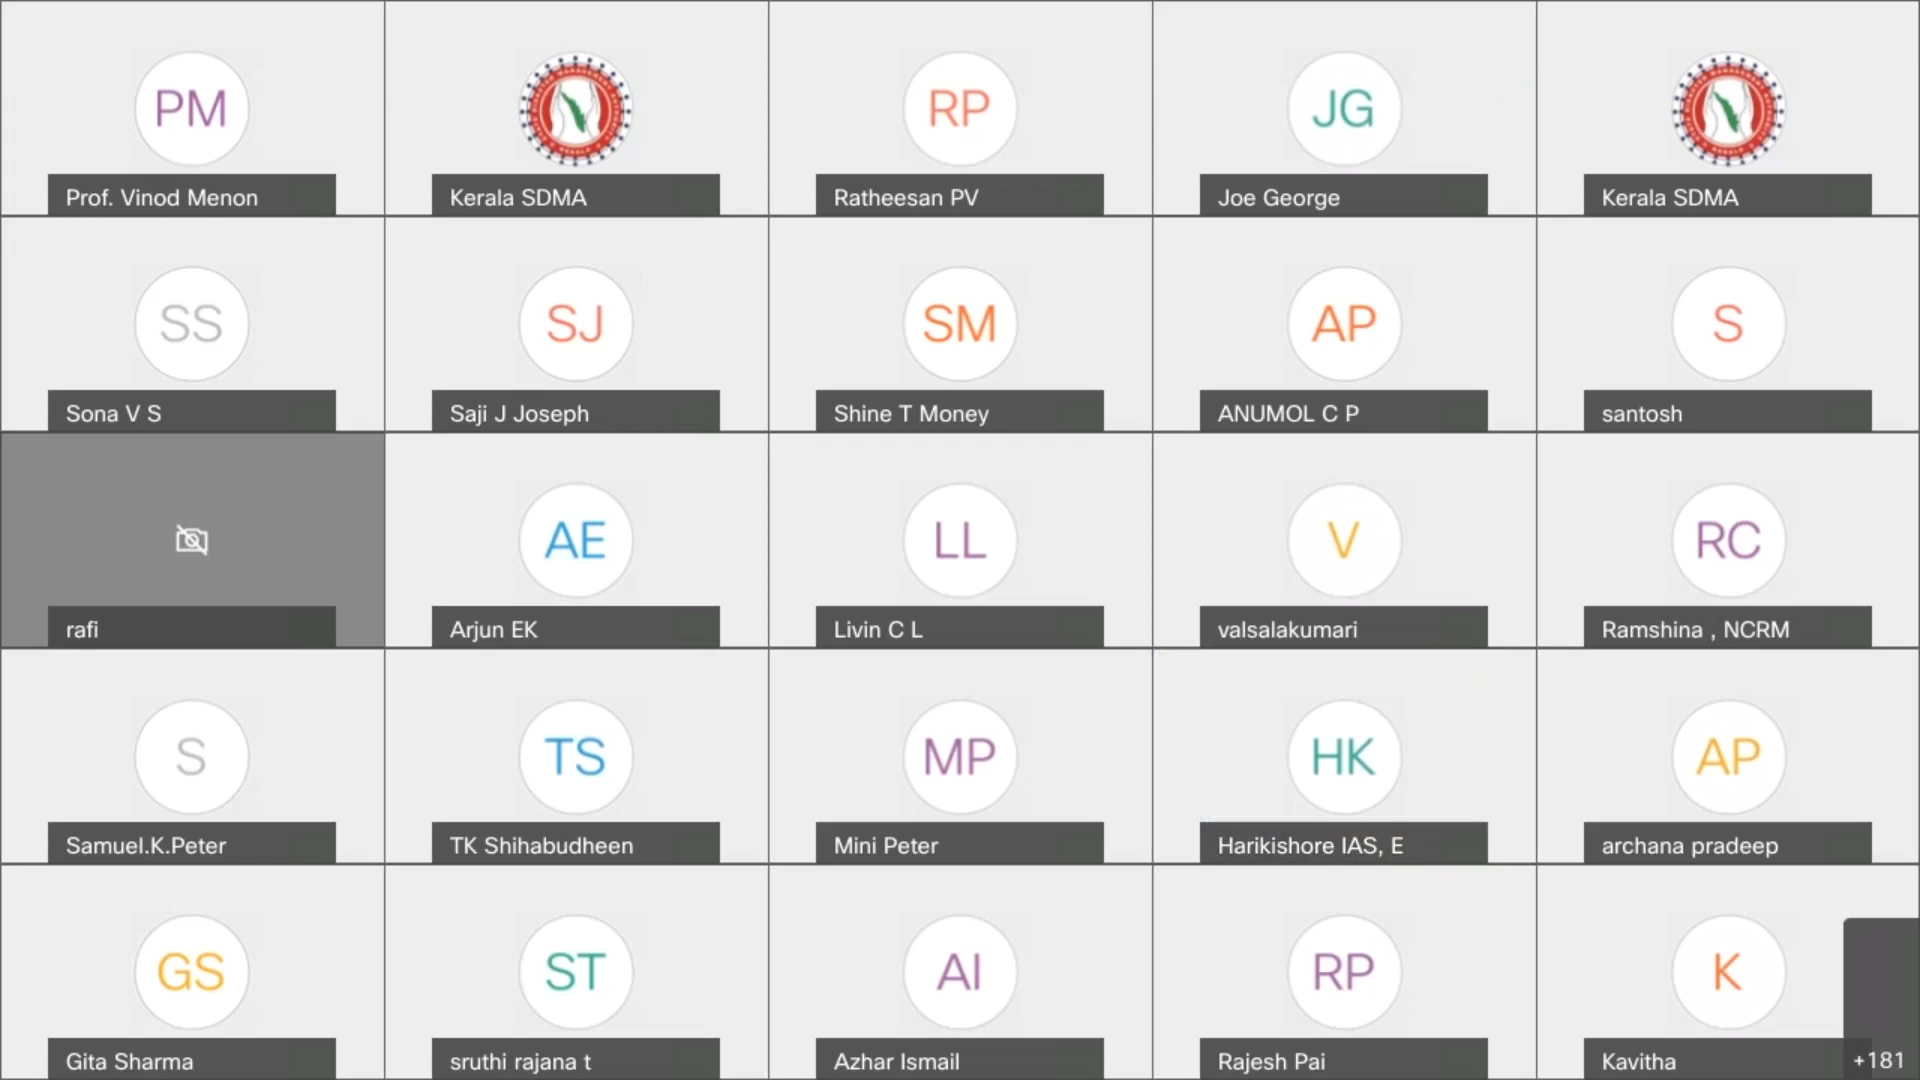 PM
Prof. Vinod Menon
Kerala SDMA
RP
Ratheesan PV
JG
Joe George
Kerala SDMA
SS
Sona V S
SJ
Saji J Joseph
SM
Shine T Money
AP
ANUMOL C P
S
santosh
rafi
AE
Arjun EK
LL
Livin C L
V
valsalakumari
RC
Ramshina , NCRM
S
Samuel.K.Peter
TS
TK Shihabudheen
MP
Mini Peter
HK
Harikishore IAS, E
AP
archana pradeep
GS
Gita Sharma
ST
sruthi rajana t
AI
Azhar Ismail
RP
Rajesh Pai
K
Kavitha
+181